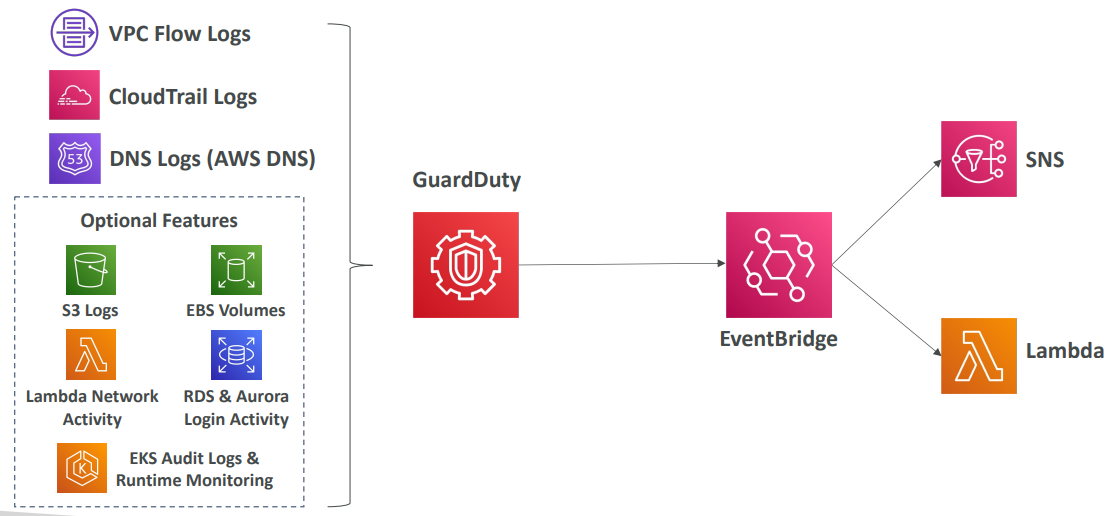 VPC Flow Logs
CloudTrail Logs
53
DNS Logs (AWS DNS)
Optional Features
S3 Logs
EBS Volumes
Lambda Network
Activity
RDS & Aurora
Login Activity
K
EKS Audit Logs &
Runtime Monitoring
GuardDuty
EventBridge
SNS
Lambda